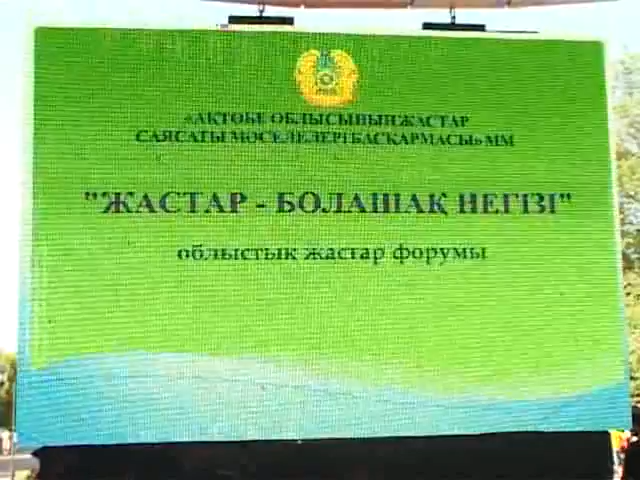 «АҚТӨБЕ ОБЛЫСЫНЫҢ ЖАСТАР
САЯСАТЫ МӘСЕЛЕЛЕРІ БАСҚАРМАСЫ» ММ
"ЖАСТАР - БОЛАШАҚ НЕГІЗІ"
облыстық жастар форумы